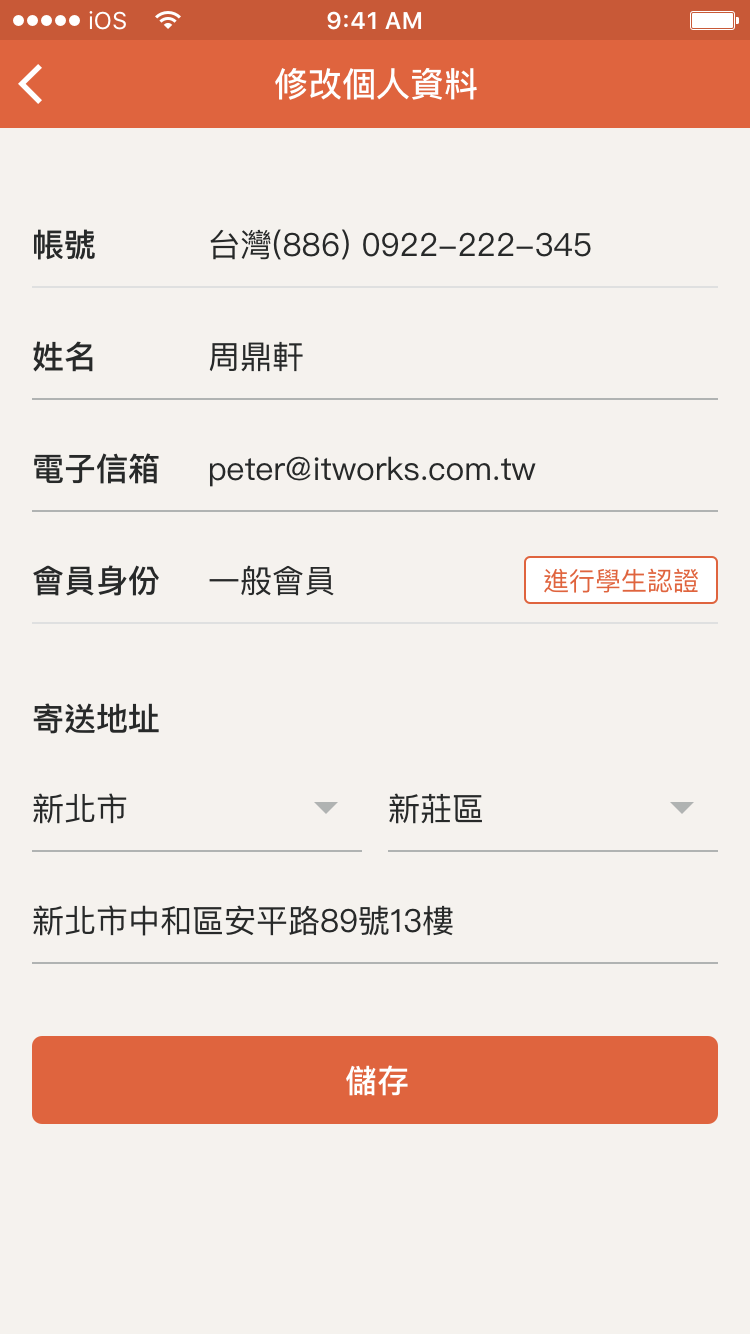 iOS 9:41 AM
修改個人資料
帳號 台灣(886) 0922-222-345
姓名 周鼎軒
電子信箱 peter@itworks.com.tw
會員身份 一般會員 進行學生認證
寄送地址
新北市 新莊區
新北市中和區安平路89號13樓
儲存